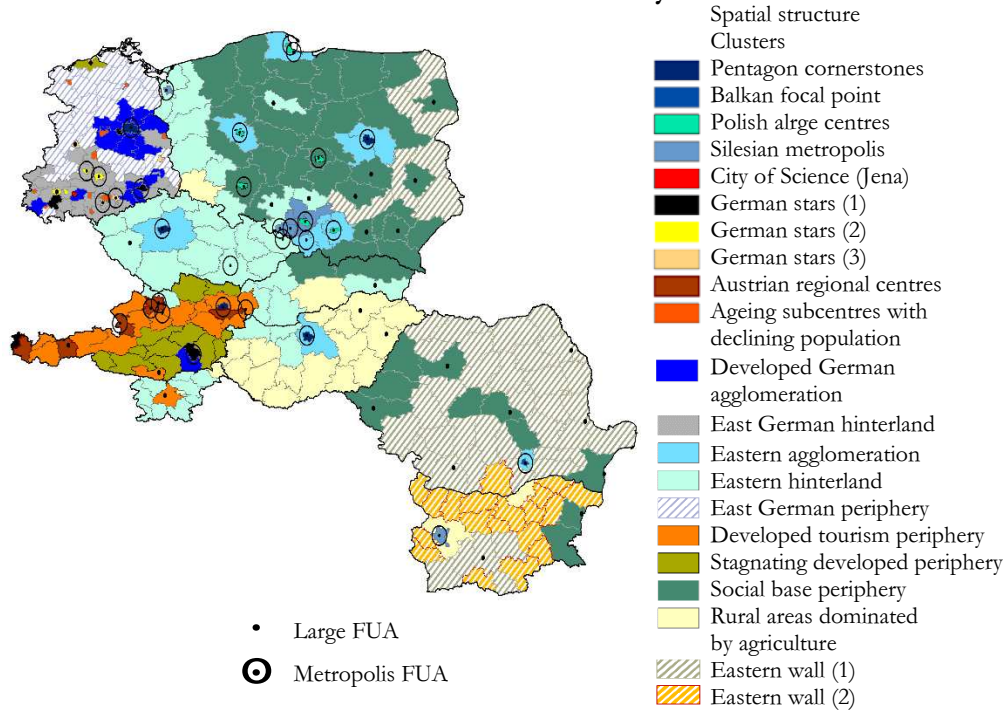 Spatial structure
Clusters
Pentagon cornerstones
Balkan focal point
Polish alrge centres
Silesian metropolis
City of Science (Jena)
German stars (1)
German stars (2)
German stars (3)
Austrian regional centres
Ageing subcentres with
declining population
Developed German
agglomeration
East German hinterland
Eastern agglomeration
Eastern hinterland
East German periphery
Developed tourism periphery
Stagnating developed periphery
Social base periphery
Rural areas dominated
by agriculture
Eastern wall (1)
Eastern wall (2)
Large FUA
Metropolis FUA